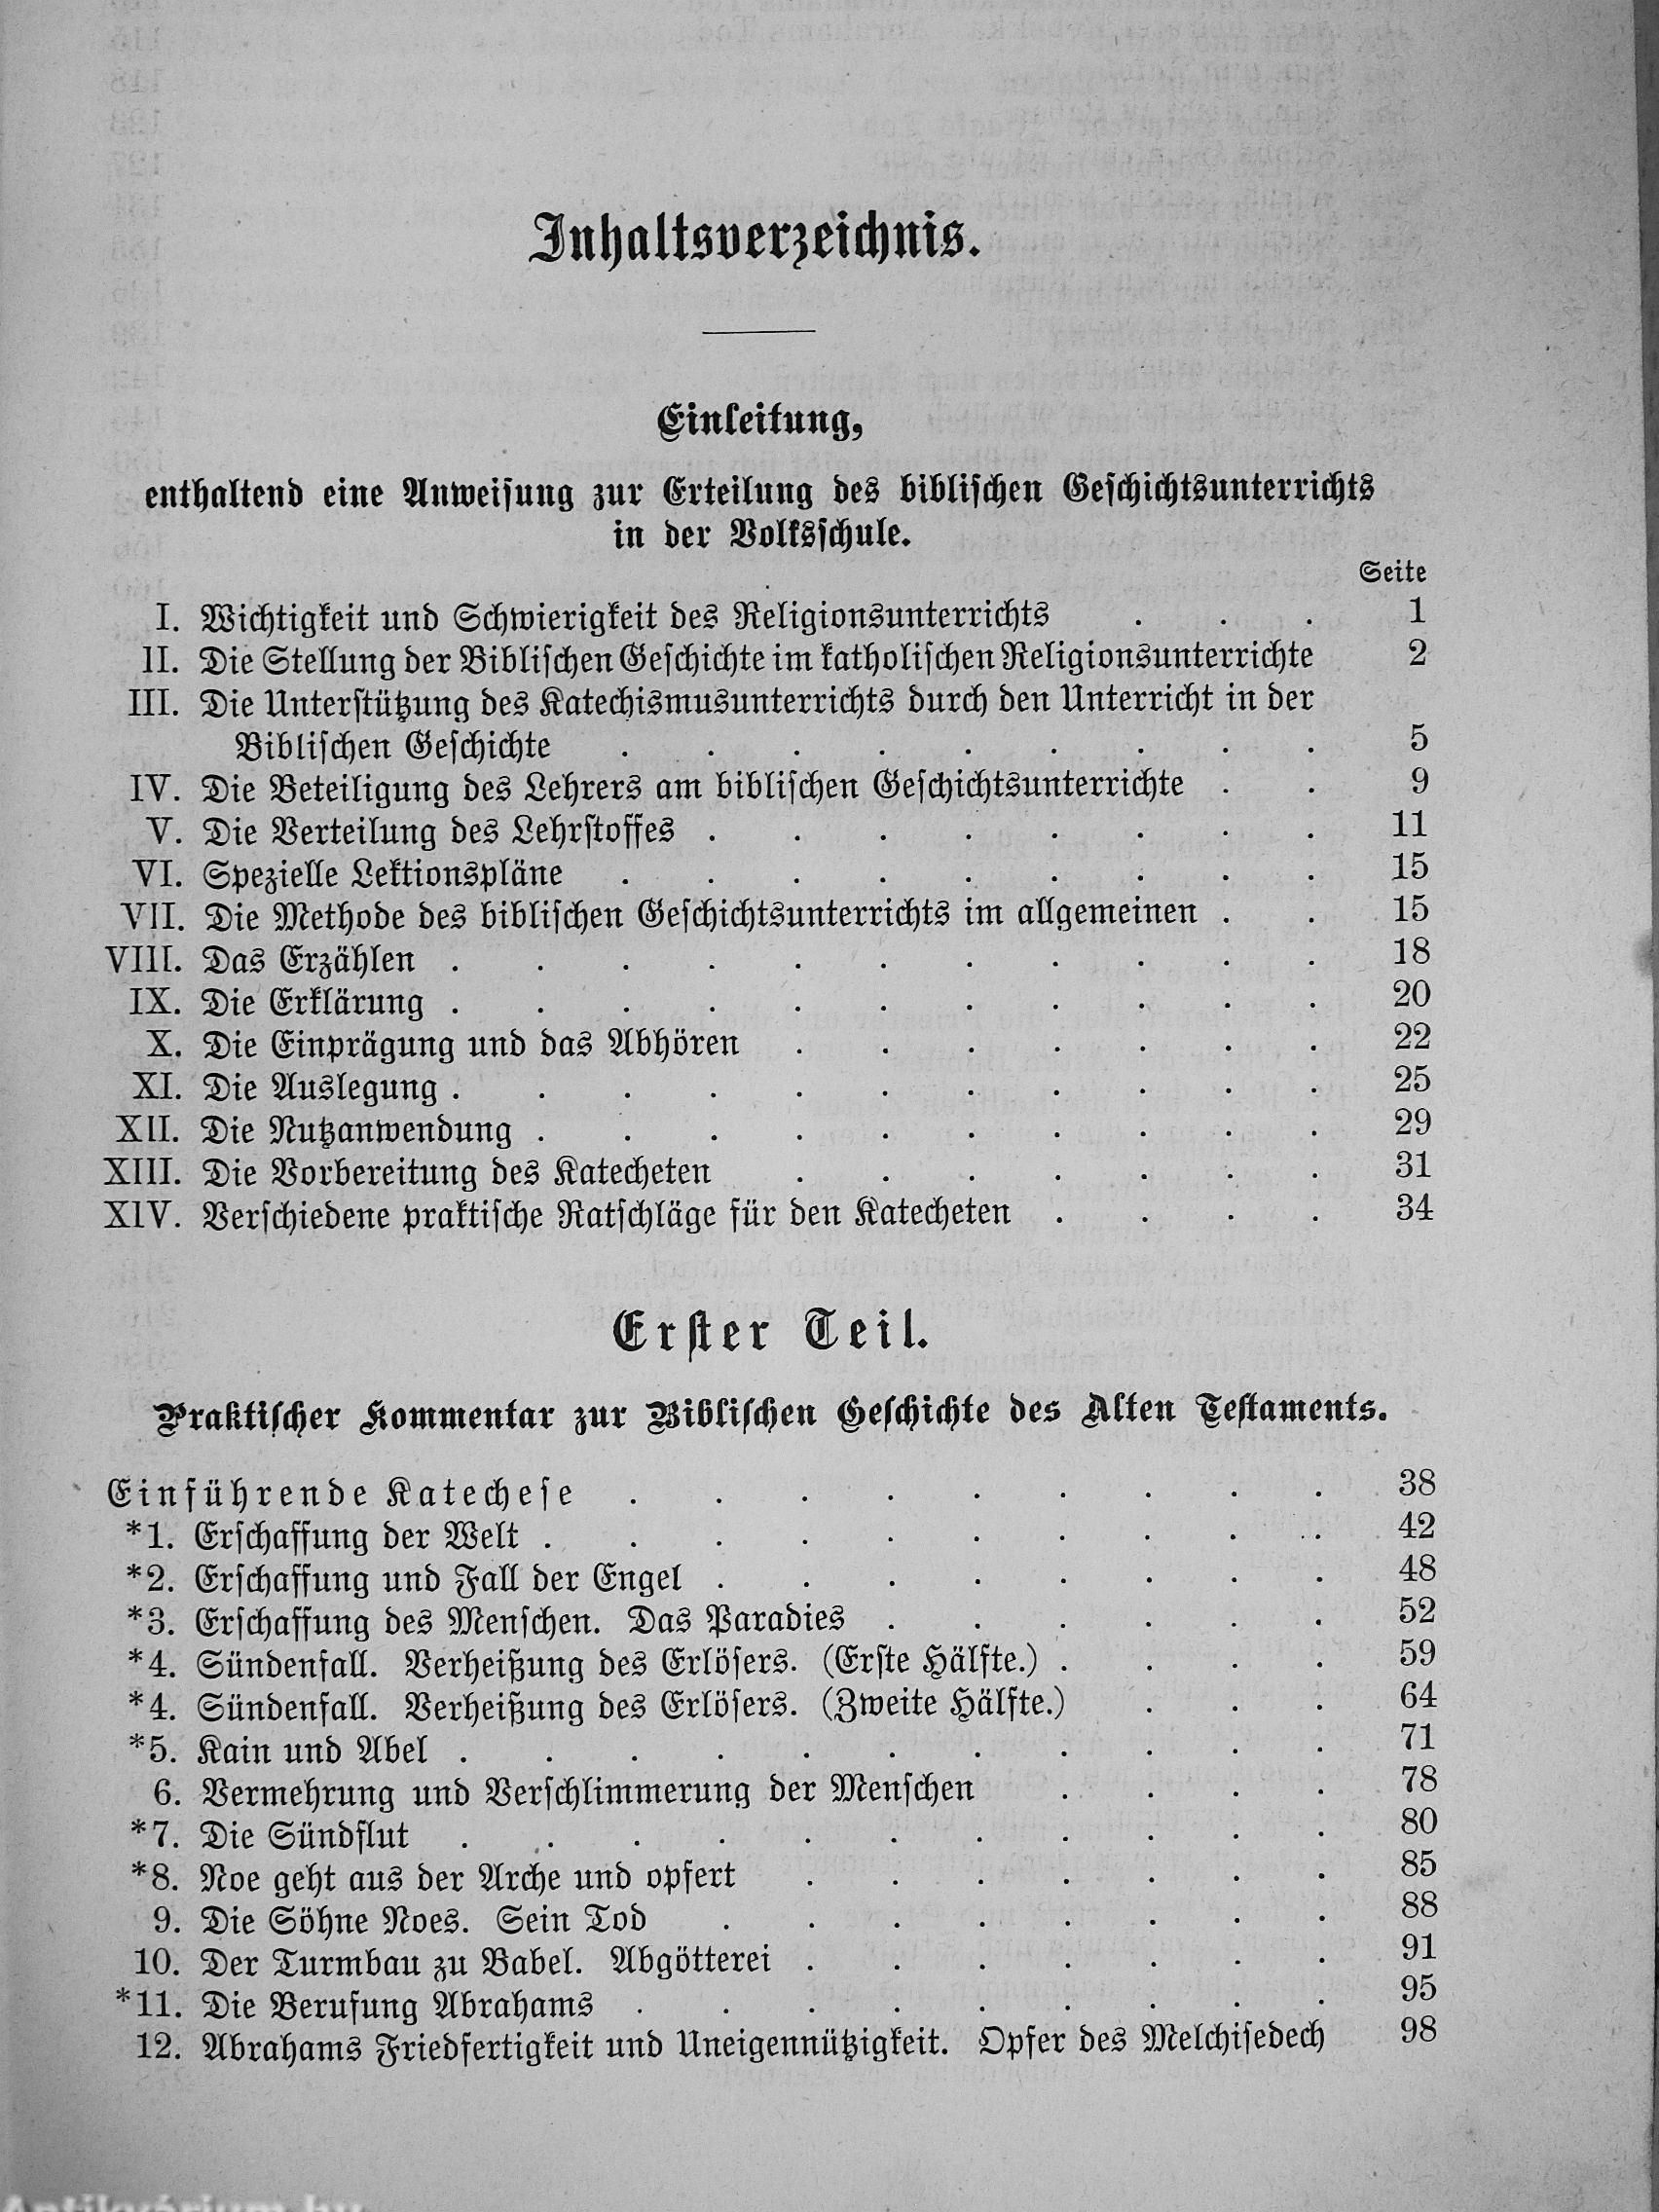 Inhaltsverzeichnis.
Einleitung,
enthaltend eine Anweisung zur Erteilung des biblischen Geschichtsunterrichts
in der Volksschule.
Seite
I. Wichtigkeit und Schwierigkeit des Religionsunterrichts . . . 1
II. Die Stellung der Biblischen Geschichte im katholischen Religionsunterrichte 2
III. Die Unterstützung des Katechismusunterrichts durch den Unterricht in der
Biblischen Geschichte . . . . . . . . . 5
IV. Die Beteiligung des Lehrers am biblischen Geschichtsunterrichte . . 9
V. Die Verteilung des Lehrstoffes . . . . . . . . 11
VI. Spezielle Lektionspläne . . . . . . . . . 15
VII. Die Methode des biblischen Geschichtsunterrichts im allgemeinen . . 15
VIII. Das Erzählen . . . . . . . . . . . 18
IX. Die Erklärung . . . . . . . . . . . 20
X. Die Einprägung und das Abhören . . . . . . . 22
XI. Die Auslegung . . . . . . . . . . . 25
XII. Die Nutzanwendung . . . . . . . . . . 29
XIII. Die Vorbereitung des Katecheten . . . . . . . 31
XIV. Verschiedene praktische Ratschläge für den Katecheten . . . . 34
Erster Teil.
Praktischer Kommentar zur Biblischen Geschichte des Alten Testaments.
Einführende Katechese . . . . . . . . . 38
*1. Erschaffung der Welt . . . . . . . . . . 42
*2. Erschaffung und Fall der Engel . . . . . . . . 48
*3. Erschaffung des Menschen. Das Paradies . . . . . . 52
*4. Sündenfall. Verheißung des Erlösers. (Erste Hälfte.) . . . . 59
*4. Sündenfall. Verheißung des Erlösers. (Zweite Hälfte.) . . . 64
*5. Kain und Abel . . . . . . . . . . . 71
6. Vermehrung und Verschlimmerung der Menschen . . . . 78
*7. Die Sündflut . . . . . . . . . . . 80
*8. Noe geht aus der Arche und opfert . . . . . . . 85
9. Die Söhne Noes. Sein Tod . . . . . . . . 88
10. Der Turmbau zu Babel. Abgötterei . . . . . . . 91
*11. Die Berufung Abrahams . . . . . . . . . 95
12. Abrahams Friedfertigkeit und Uneigennützigkeit. Opfer des Melchisedech 98
Antikvárium.hu